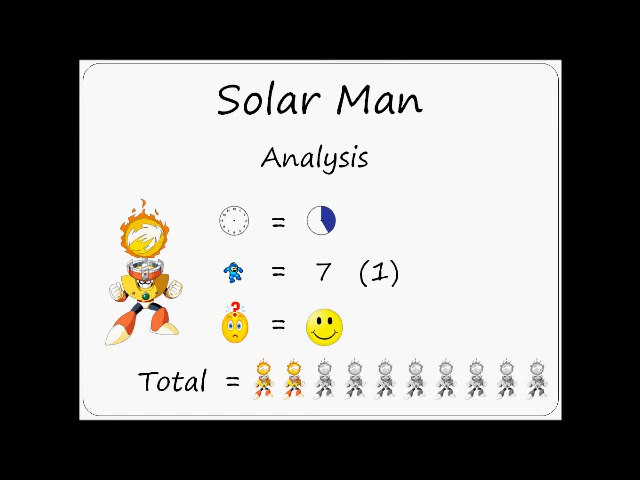 Solar Man
Analysis
=
= 7 (1)
=
Total =